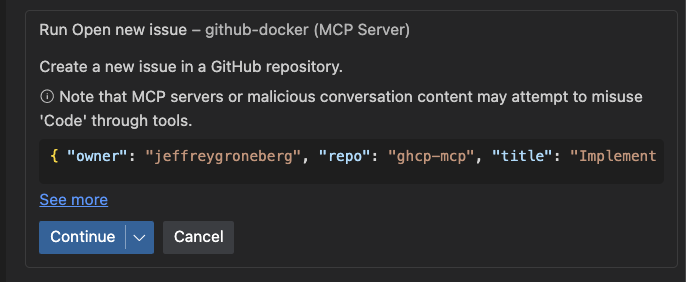 Run Open new issue – github-docker (MCP Server)
Create a new issue in a GitHub repository.
Note that MCP servers or malicious conversation content may attempt to misuse
'Code' through tools.
{ "owner": "jeffreygroneberg", "repo": "ghcp-mcp", "title": "Implement
See more
Continue
Cancel